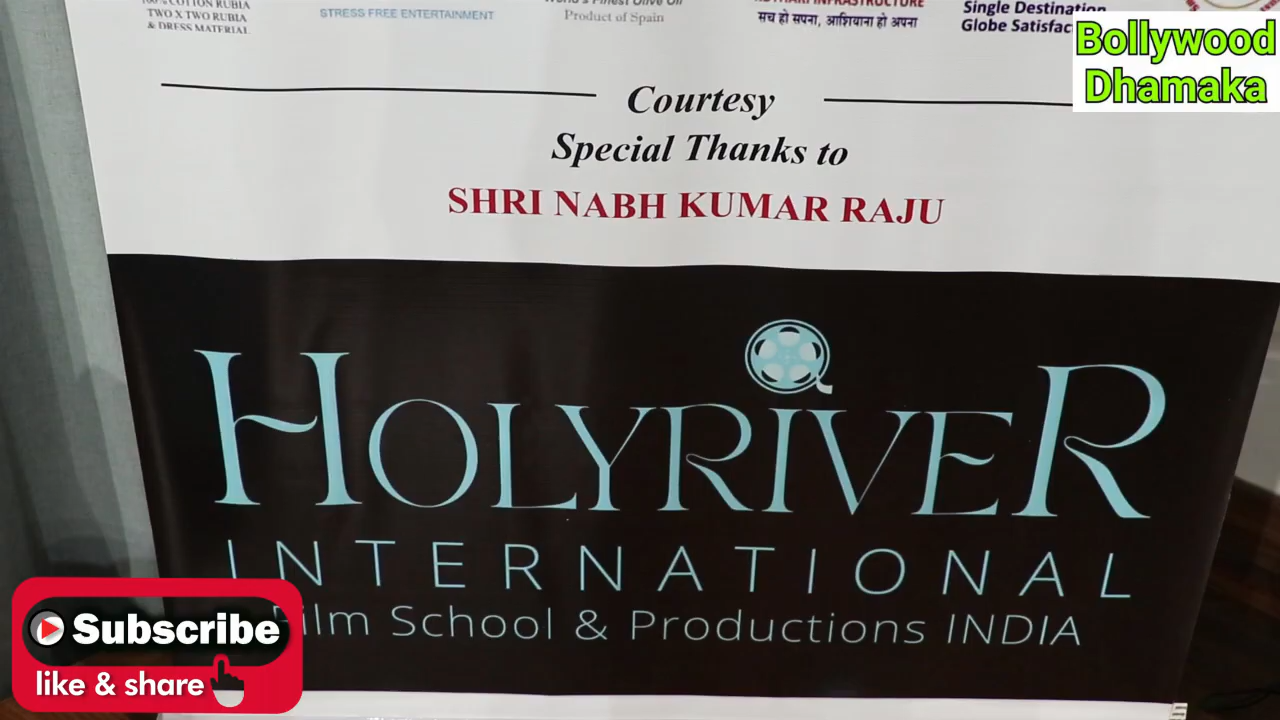 100% COTTON RUBIA
TWO X TWO RUBIA
& DRESS MATERIAL
STRESS FREE ENTERTAINMENT
World's Finest Olive Oil
Product of Spain
INFRASTRUCTURE
सच हो सपना, आशियाना हो अपना
Single Destination
Globe Satisfac
Bollywood
Dhamaka
Courtesy
Special Thanks to
SHRI NABH KUMAR RAJU
HOLYRIVER
INTERNATIONAL
Film School & Productions INDIA
Subscribe
like & share